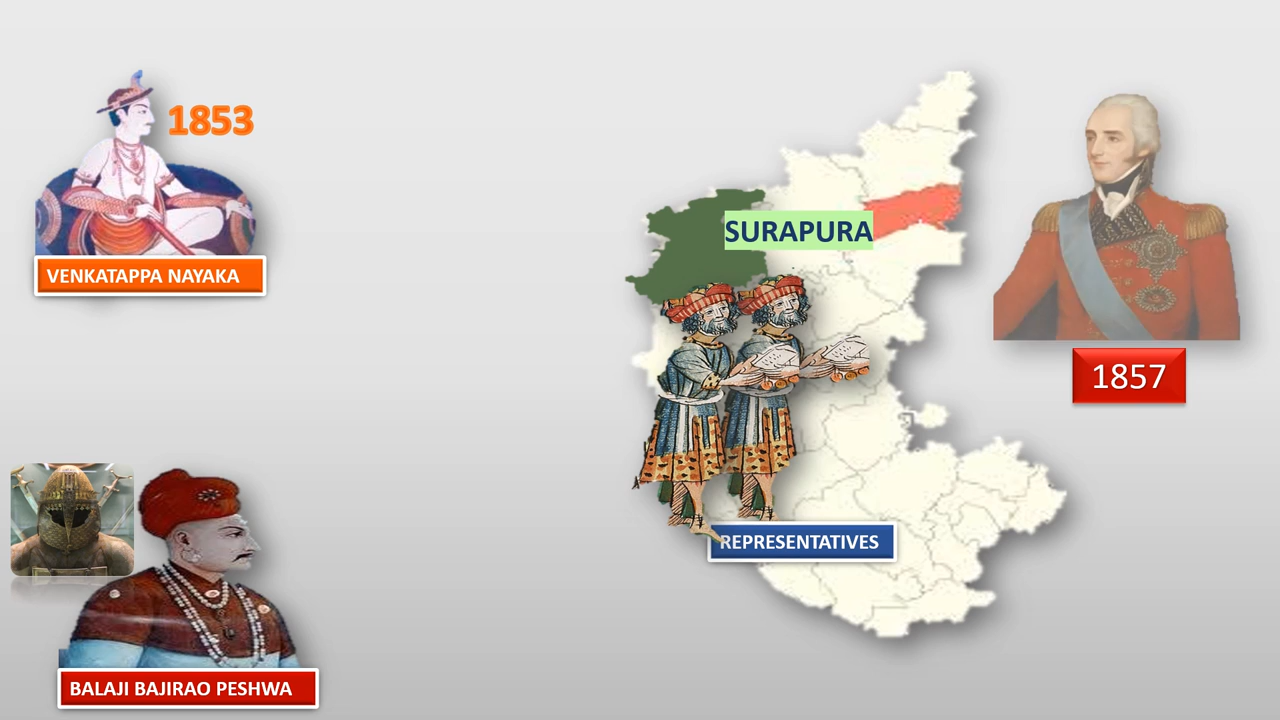 1853
VENKATAPPA NAYAKA
SURAPURA
1857
REPRESENTATIVES
BALAJI BAJIRAO PESHWA